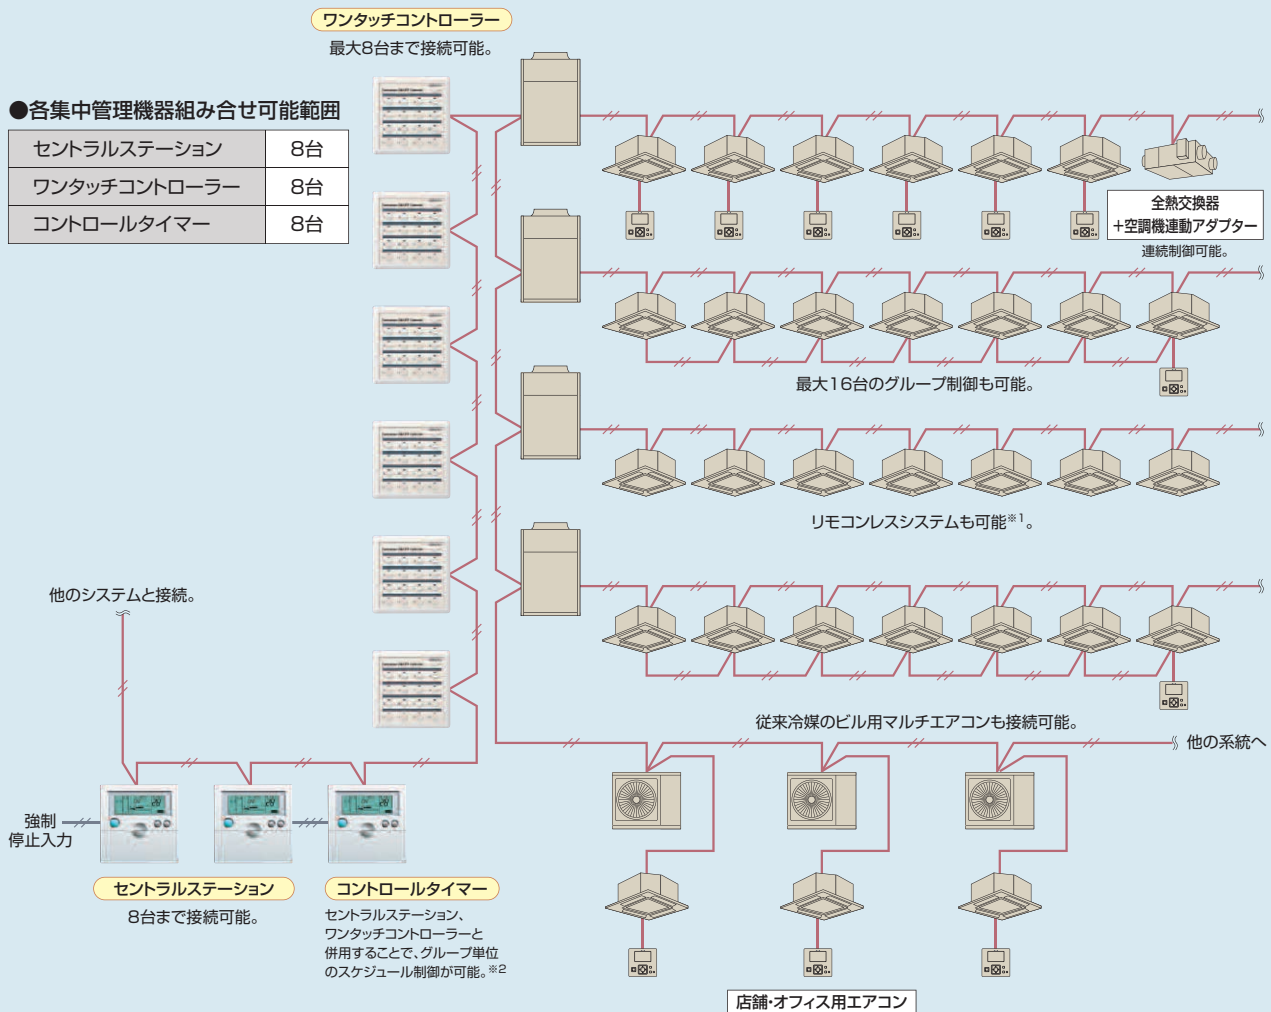 ワンタッチコントローラー
最大8台まで接続可能。
●各集中管理機器組み合せ可能範囲
セントラルステーション 8台
ワンタッチコントローラー 8台
コントロールタイマー 8台
全熱交換器
+空調機連動アダプター
連続制御可能。
最大16台のグループ制御も可能。
リモコンレスシステムも可能※1。
他のシステムと接続。
従来冷媒のビル用マルチエアコンも接続可能。
他の系統へ
強制
停止入力
セントラルステーション
8台まで接続可能。
コントロールタイマー
セントラルステーション、
ワンタッチコントローラーと
併用することで、グループ単位
のスケジュール制御が可能。※2
店舗・オフィス用エアコン